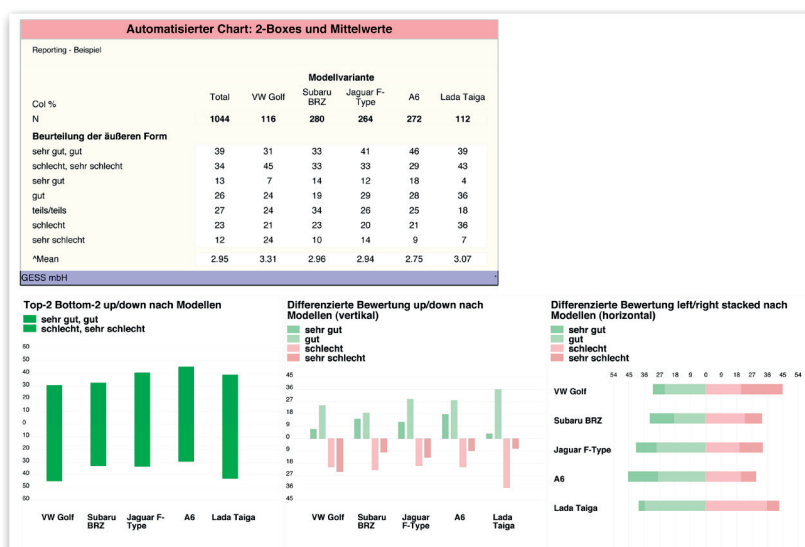 Automatisierter Chart: 2-Boxes und Mittelwerte
Reporting - Beispiel
Modellvariante
Col % Total VW Golf Subaru BRZ Jaguar F-Type A6 Lada Taiga
N 1044 116 280 264 272 112
Beurteilung der äußeren Form
sehr gut, gut 39 31 33 41 46 39
schlecht, sehr schlecht 34 45 33 33 29 43
sehr gut 13 7 14 12 18 4
gut 26 24 19 29 28 36
teils/teils 27 24 34 26 25 18
schlecht 23 21 23 20 21 36
sehr schlecht 12 24 10 14 9 7
^Mean 2.95 3.31 2.96 2.94 2.75 3.07
GESS mbH
Top-2 Bottom-2 up/down nach Modellen
sehr gut, gut
schlecht, sehr schlecht
60
50
40
30
20
10
0
10
20
30
40
50
60
VW Golf Subaru BRZ Jaguar F-Type A6 Lada Taiga
Differenzierte Bewertung up/down nach
Modellen (vertikal)
sehr gut
gut
schlecht
sehr schlecht
45
36
27
18
9
0
9
18
27
36
45
VW Golf Subaru BRZ Jaguar F-Type A6 Lada Taiga
Differenzierte Bewertung left/right stacked nach
Modellen (horizontal)
sehr gut
gut
schlecht
sehr schlecht
54 45 36 27 18 9 0 9 18 27 36 45 54
VW Golf
Subaru BRZ
Jaguar F-Type
A6
Lada Taiga